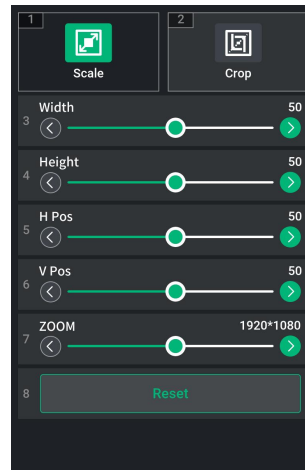 1
2
Scale
Crop
Width 50
3
Height 50
4
H Pos 50
5
V Pos 50
6
ZOOM 1920*1080
7
8 Reset